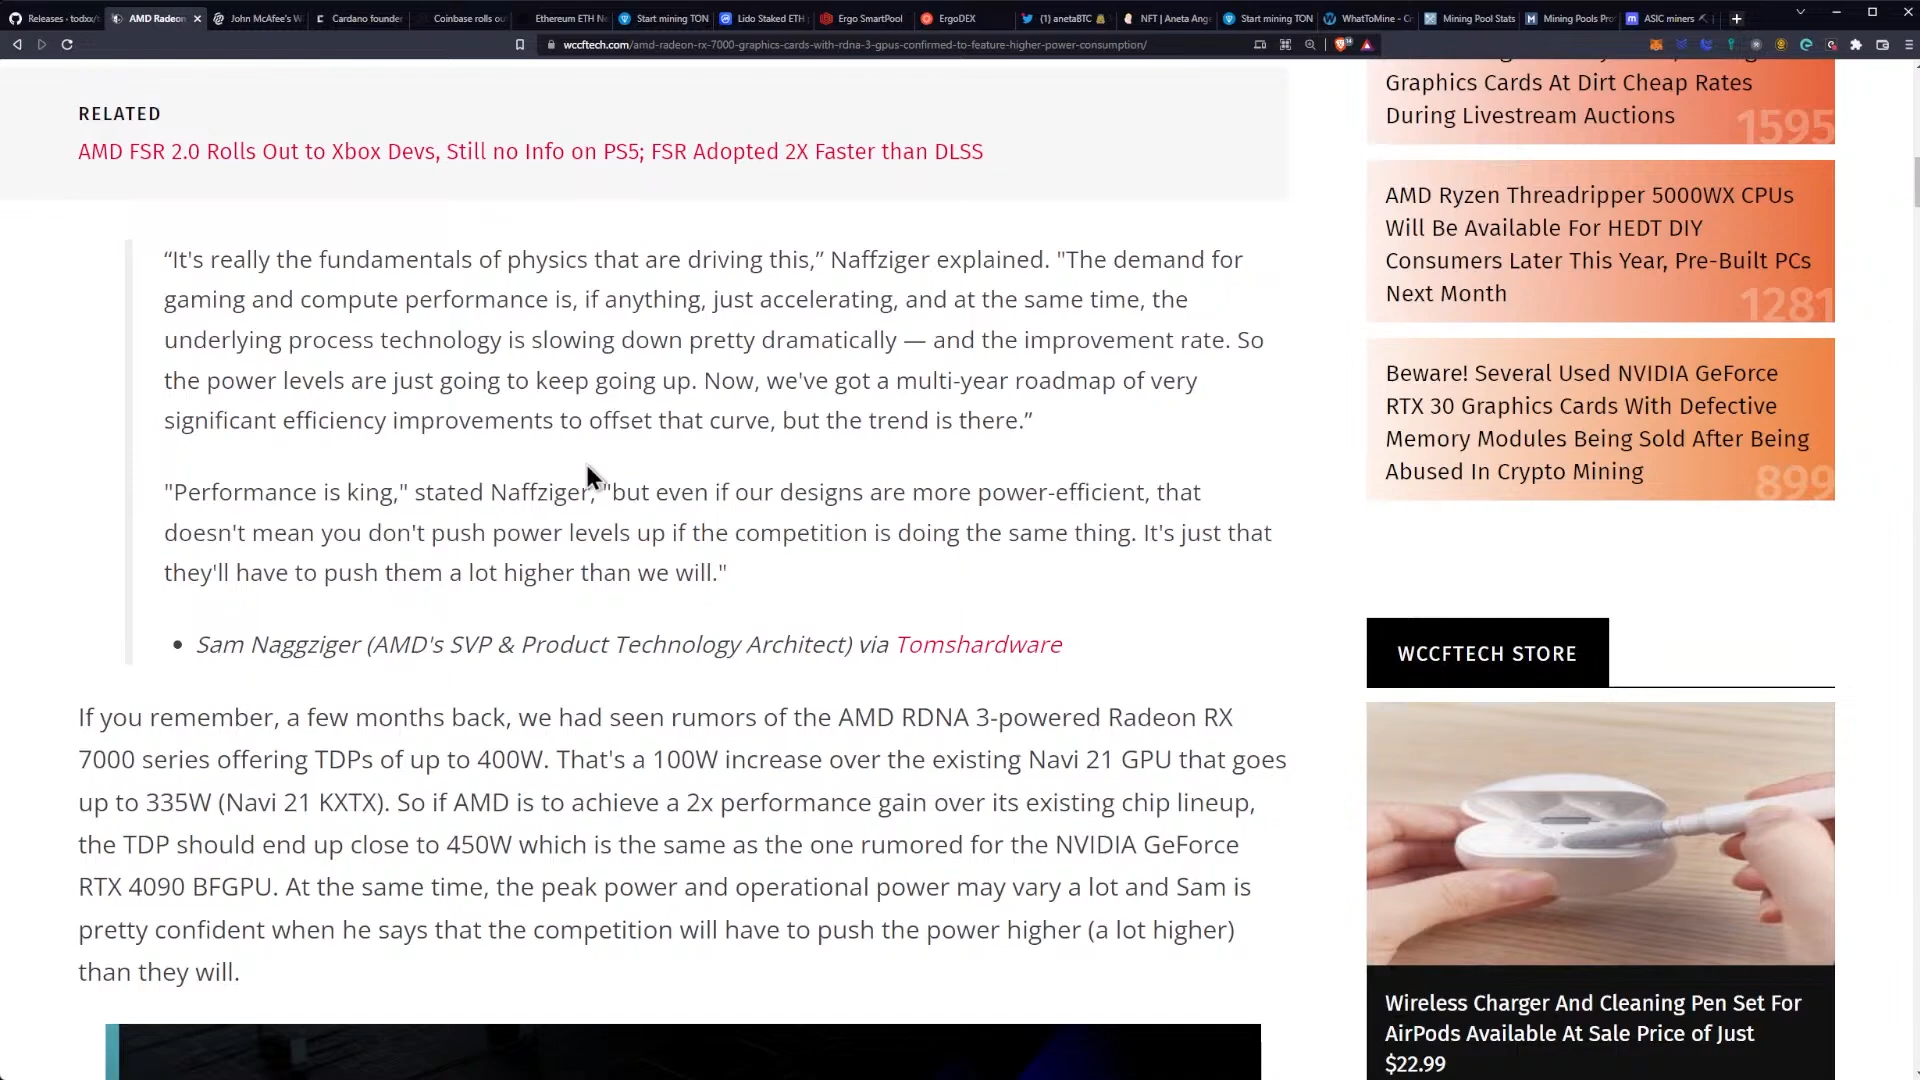 Releases · todxx/t
AMD Radeon
John McAfee's W
Cardano founder
Coinbase rolls ou
Ethereum ETH Ne
Start mining TON
Lido Staked ETH
Ergo SmartPool
ErgoDEX
(1) anetaBTC
NFT | Aneta Ang
Start mining TON
WhatToMine - Cr
Mining Pool Stats
Mining Pools Pro
ASIC miners
wccftech.com/amd-radeon-rx-7000-graphics-cards-with-rdna-3-gpus-confirmed-to-feature-higher-power-consumption/
RELATED
AMD FSR 2.0 Rolls Out to Xbox Devs, Still no Info on PS5; FSR Adopted 2X Faster than DLSS
“It's really the fundamentals of physics that are driving this,” Naffziger explained. "The demand for
gaming and compute performance is, if anything, just accelerating, and at the same time, the
underlying process technology is slowing down pretty dramatically — and the improvement rate. So
the power levels are just going to keep going up. Now, we've got a multi-year roadmap of very
significant efficiency improvements to offset that curve, but the trend is there.”
"Performance is king," stated Naffziger, "but even if our designs are more power-efficient, that
doesn't mean you don't push power levels up if the competition is doing the same thing. It's just that
they'll have to push them a lot higher than we will."
• Sam Naggziger (AMD's SVP & Product Technology Architect) via Tomshardware
If you remember, a few months back, we had seen rumors of the AMD RDNA 3-powered Radeon RX
7000 series offering TDPs of up to 400W. That's a 100W increase over the existing Navi 21 GPU that goes
up to 335W (Navi 21 KXTX). So if AMD is to achieve a 2x performance gain over its existing chip lineup,
the TDP should end up close to 450W which is the same as the one rumored for the NVIDIA GeForce
RTX 4090 BFGPU. At the same time, the peak power and operational power may vary a lot and Sam is
pretty confident when he says that the competition will have to push the power higher (a lot higher)
than they will.
Graphics Cards At Dirt Cheap Rates
During Livestream Auctions
1595
AMD Ryzen Threadripper 5000WX CPUs
Will Be Available For HEDT DIY
Consumers Later This Year, Pre-Built PCs
Next Month
1281
Beware! Several Used NVIDIA GeForce
RTX 30 Graphics Cards With Defective
Memory Modules Being Sold After Being
Abused In Crypto Mining
899
WCCFTECH STORE
Wireless Charger And Cleaning Pen Set For
AirPods Available At Sale Price of Just
$22.99